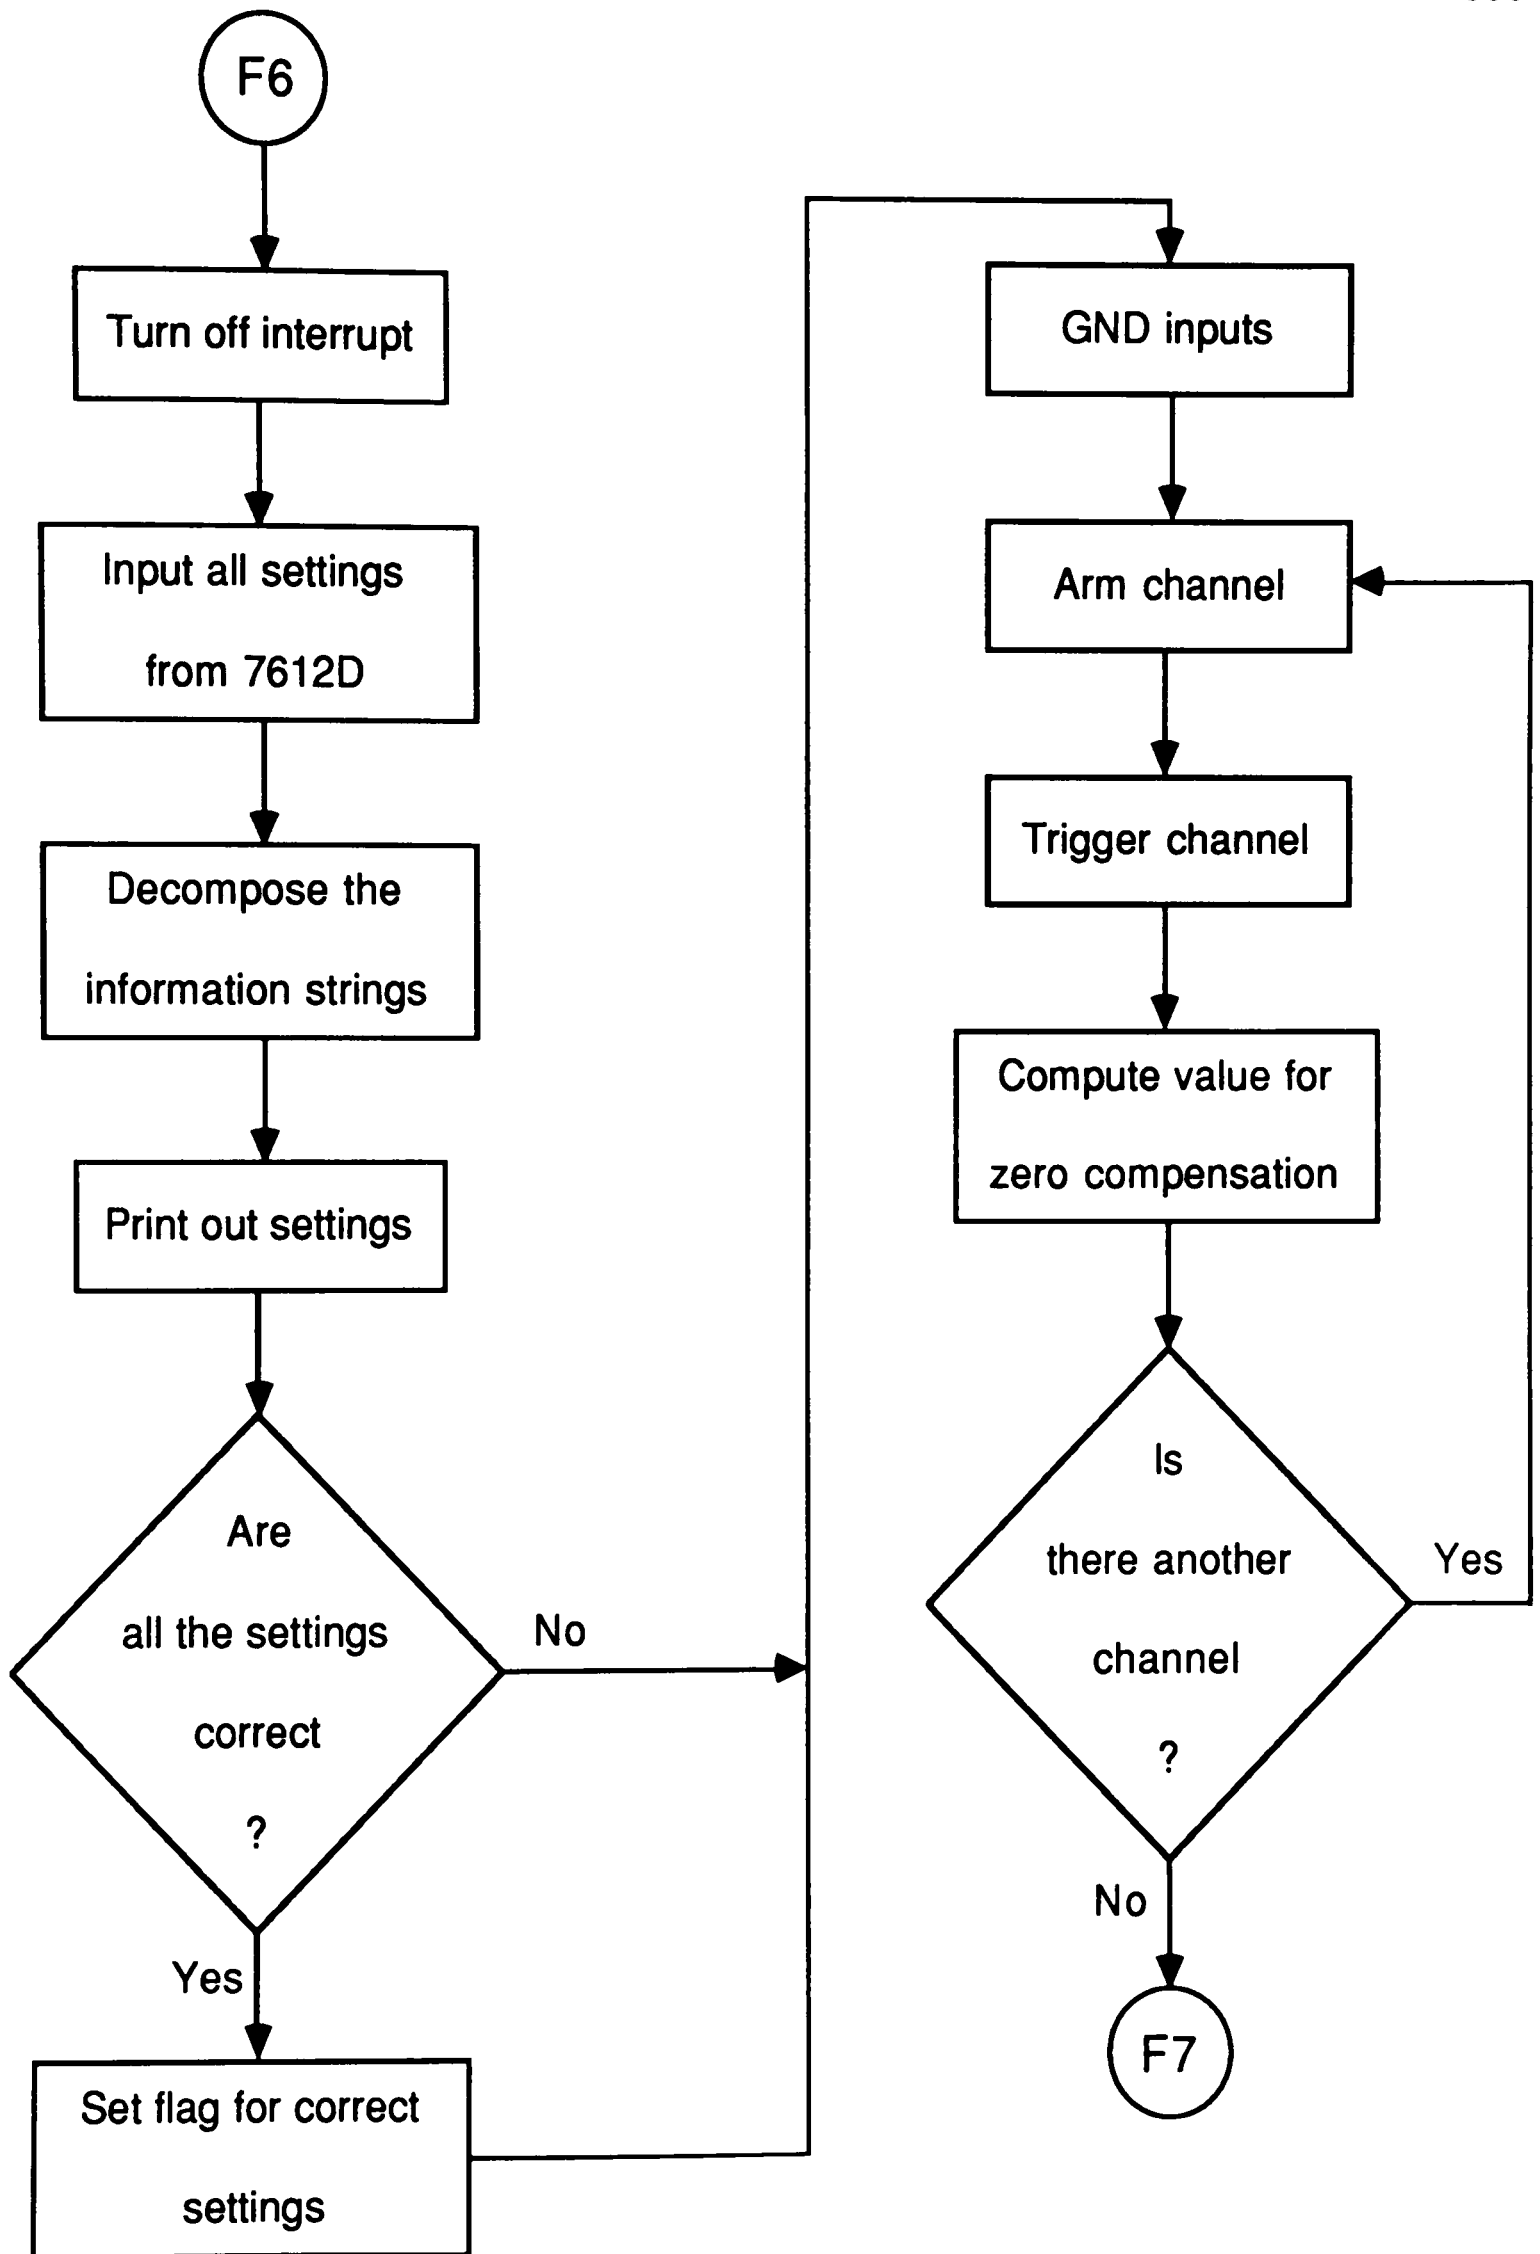 F6
Turn off interrupt
Input all settings
from 7612D
Decompose the
information strings
Print out settings
Are
all the settings
correct
?
No
Yes
Set flag for correct
settings
GND inputs
Arm channel
Trigger channel
Compute value for
zero compensation
Is
there another
channel
?
Yes
No
F7